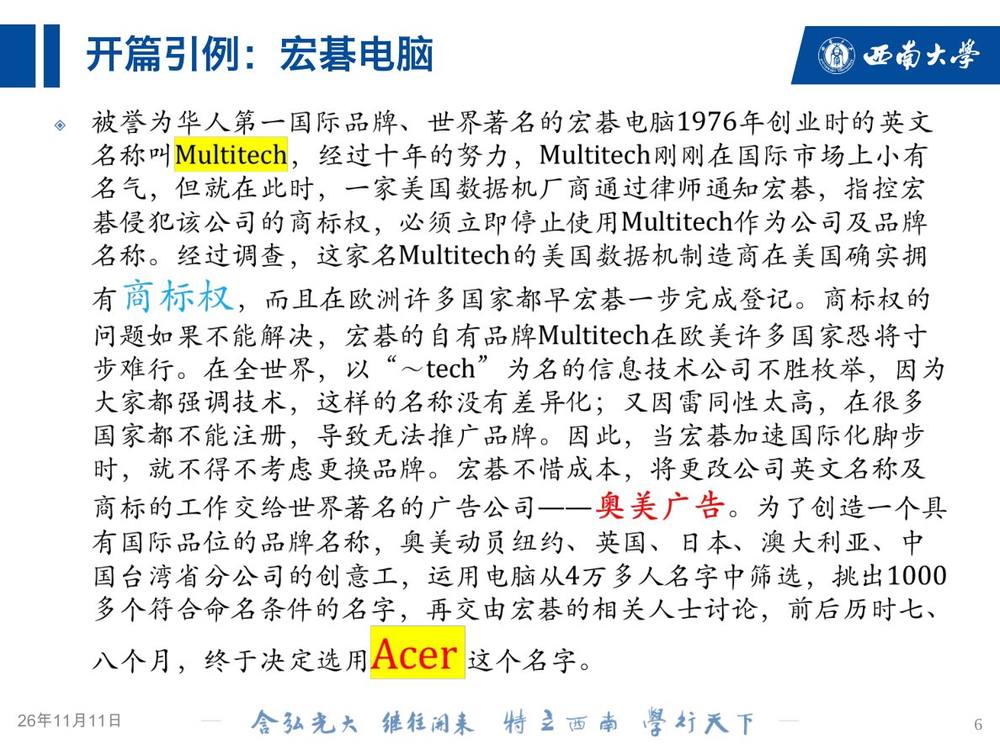 开篇引例：宏碁电脑
西南大学
被誉为华人第一国际品牌、世界著名的宏碁电脑1976年创业时的英文
名称叫Multitech，经过十年的努力，Multitech刚刚在国际市场上小有
名气，但就在此时，一家美国数据机厂商通过律师通知宏碁，指控宏
碁侵犯该公司的商标权，必须立即停止使用Multitech作为公司及品牌
名称。经过调查，这家名Multitech的美国数据机制造商在美国确实拥
有商标权，而且在欧洲许多国家都早宏碁一步完成登记。商标权的
问题如果不能解决，宏碁的自有品牌Multitech在欧美许多国家恐将寸
步难行。在全世界，以“～tech”为名的信息技术公司不胜枚举，因为
大家都强调技术，这样的名称没有差异化；又因雷同性太高，在很多
国家都不能注册，导致无法推广品牌。因此，当宏碁加速国际化脚步
时，就不得不考虑更换品牌。宏碁不惜成本，将更改公司英文名称及
商标的工作交给世界著名的广告公司——奥美广告。为了创造一个具
有国际品位的品牌名称，奥美动员纽约、英国、日本、澳大利亚、中
国台湾省分公司的创意工，运用电脑从4万多人名字中筛选，挑出1000
多个符合命名条件的名字，再交由宏碁的相关人士讨论，前后历时七、
八个月，终于决定选用Acer这个名字。
26年11月11日
含弘光大 继往开来 特立西南 学行天下
6